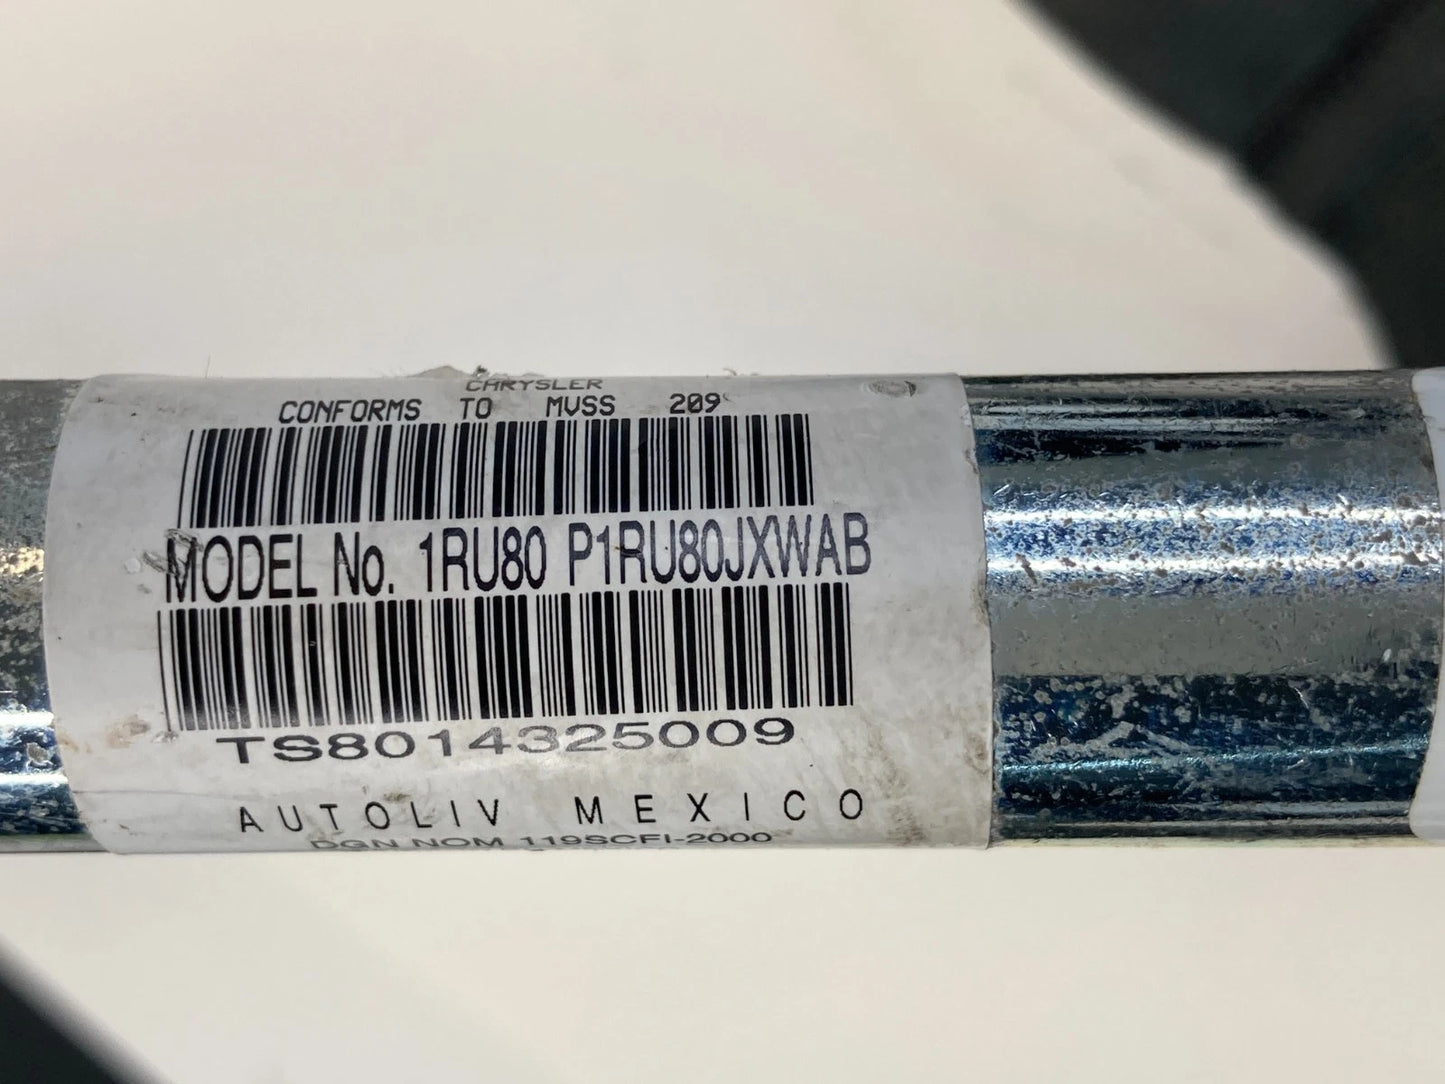 CHRYSLER
CONFORMS TO MVSS 209
MODEL No. 1RU80 P1RU80JXWAB
TS8014325009
AUTOLIV MEXICO
DGN NOM 119SCFI-2000